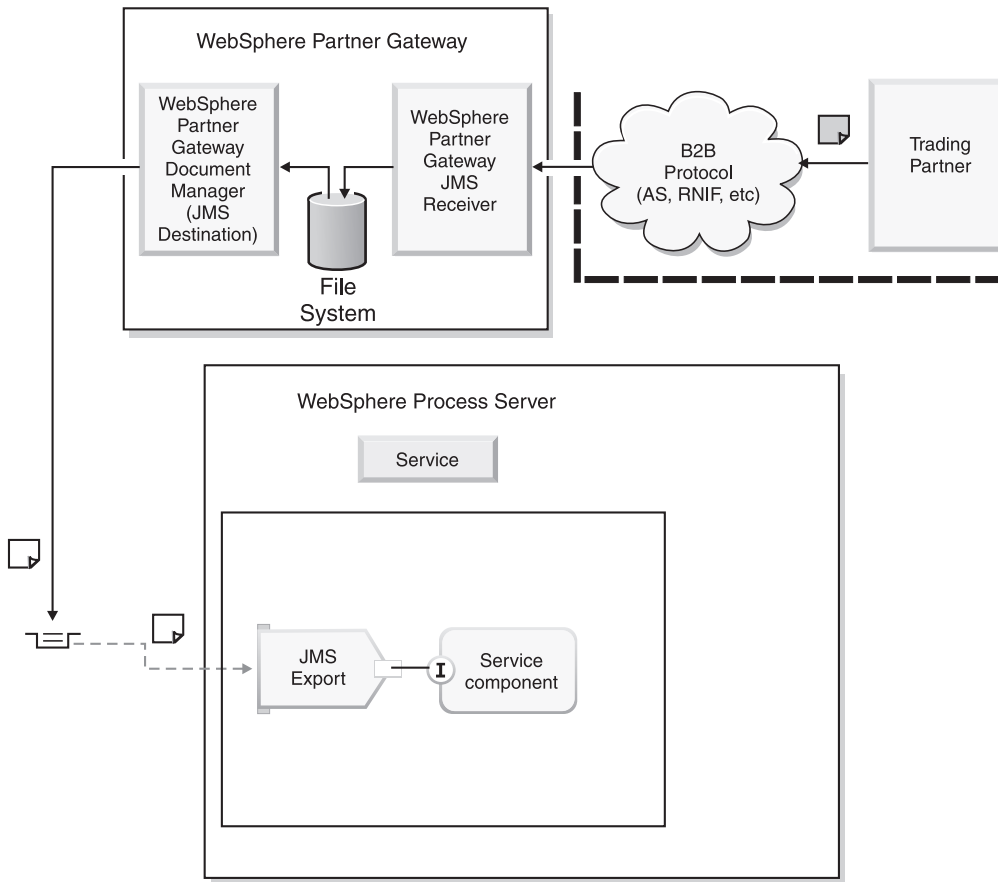 WebSphere Partner Gateway
WebSphere
Partner
Gateway
Document
Manager
(JMS
Destination)
WebSphere
Partner
Gateway
JMS
Receiver
File
System
B2B
Protocol
(AS, RNIF, etc)
Trading
Partner
WebSphere Process Server
Service
JMS
Export
I
Service
component